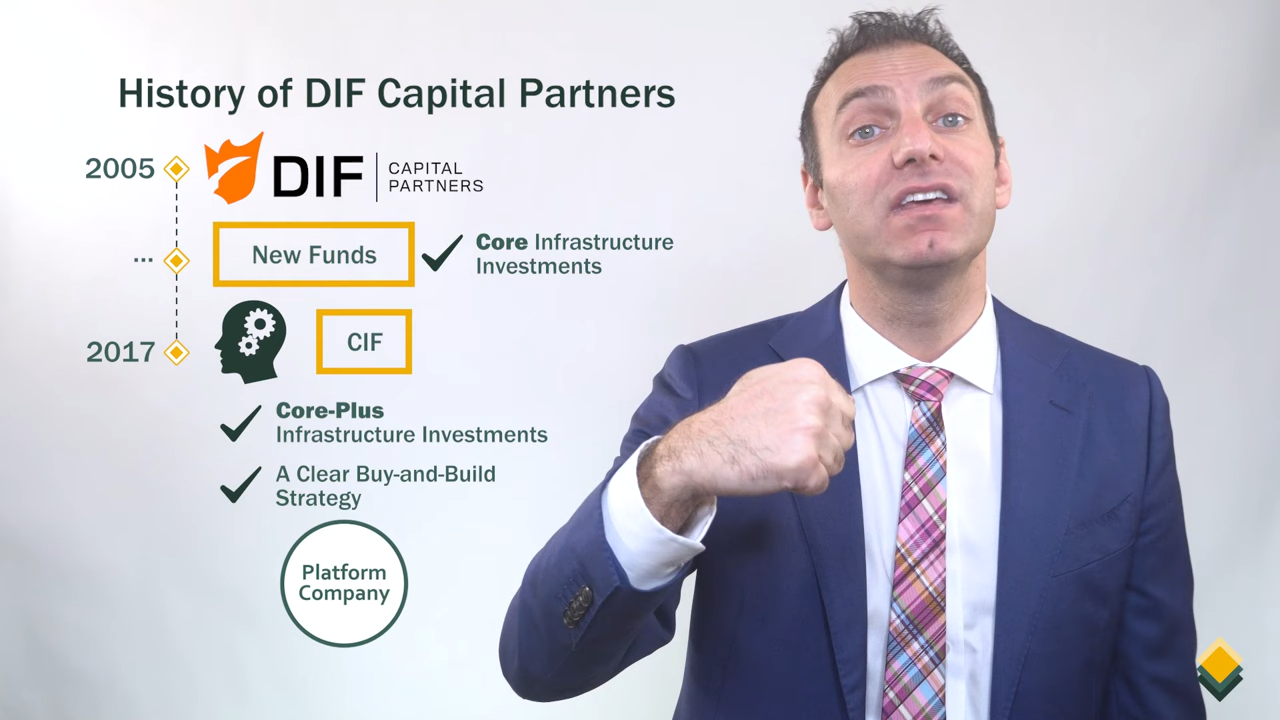 History of DIF Capital Partners
2005
DIF
CAPITAL
PARTNERS
...
New Funds
Core Infrastructure
Investments
2017
CIF
Core-Plus
Infrastructure Investments
A Clear Buy-and-Build
Strategy
Platform
Company